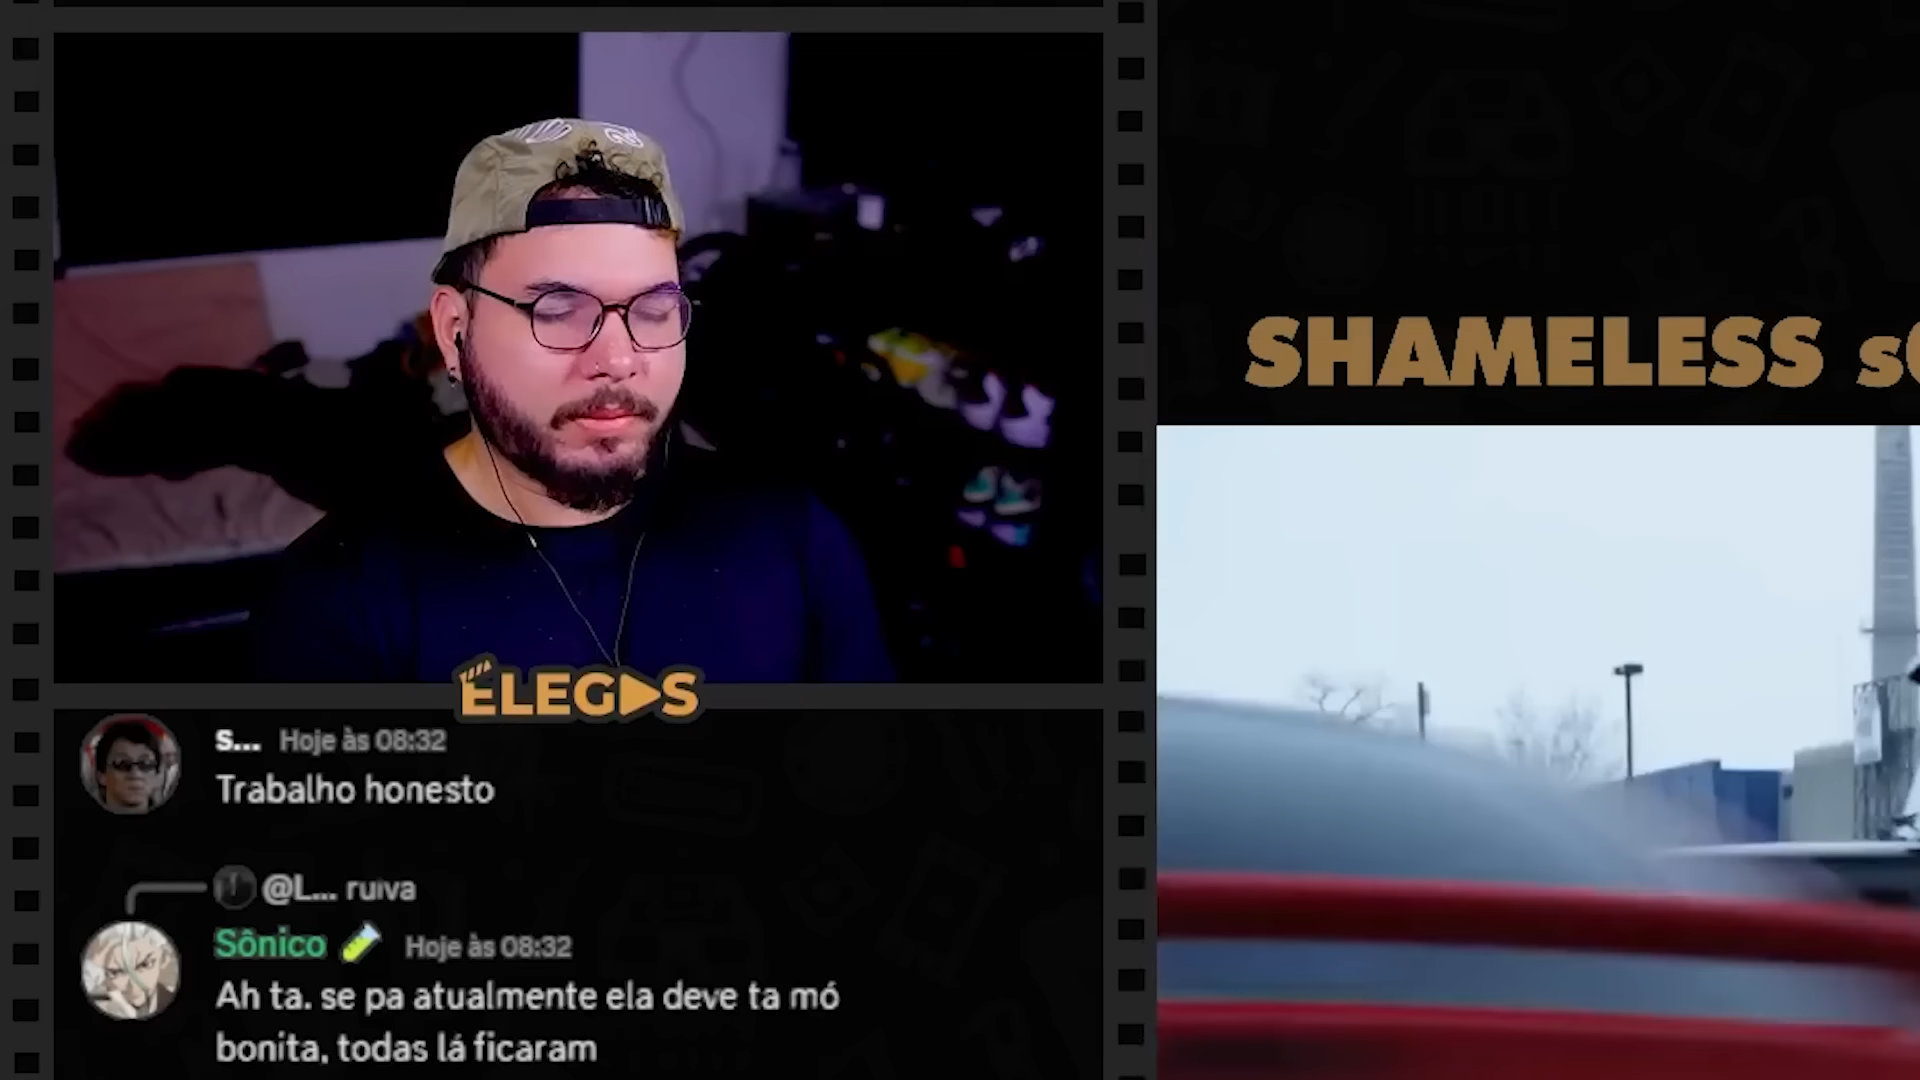 SHAMELESS s
ELEGOS
S... Hoje às 08:32
Trabalho honesto
@L... ruiva
Sônico Hoje às 08:32
Ah ta. se pa atualmente ela deve ta mó
bonita, todas lá ficaram